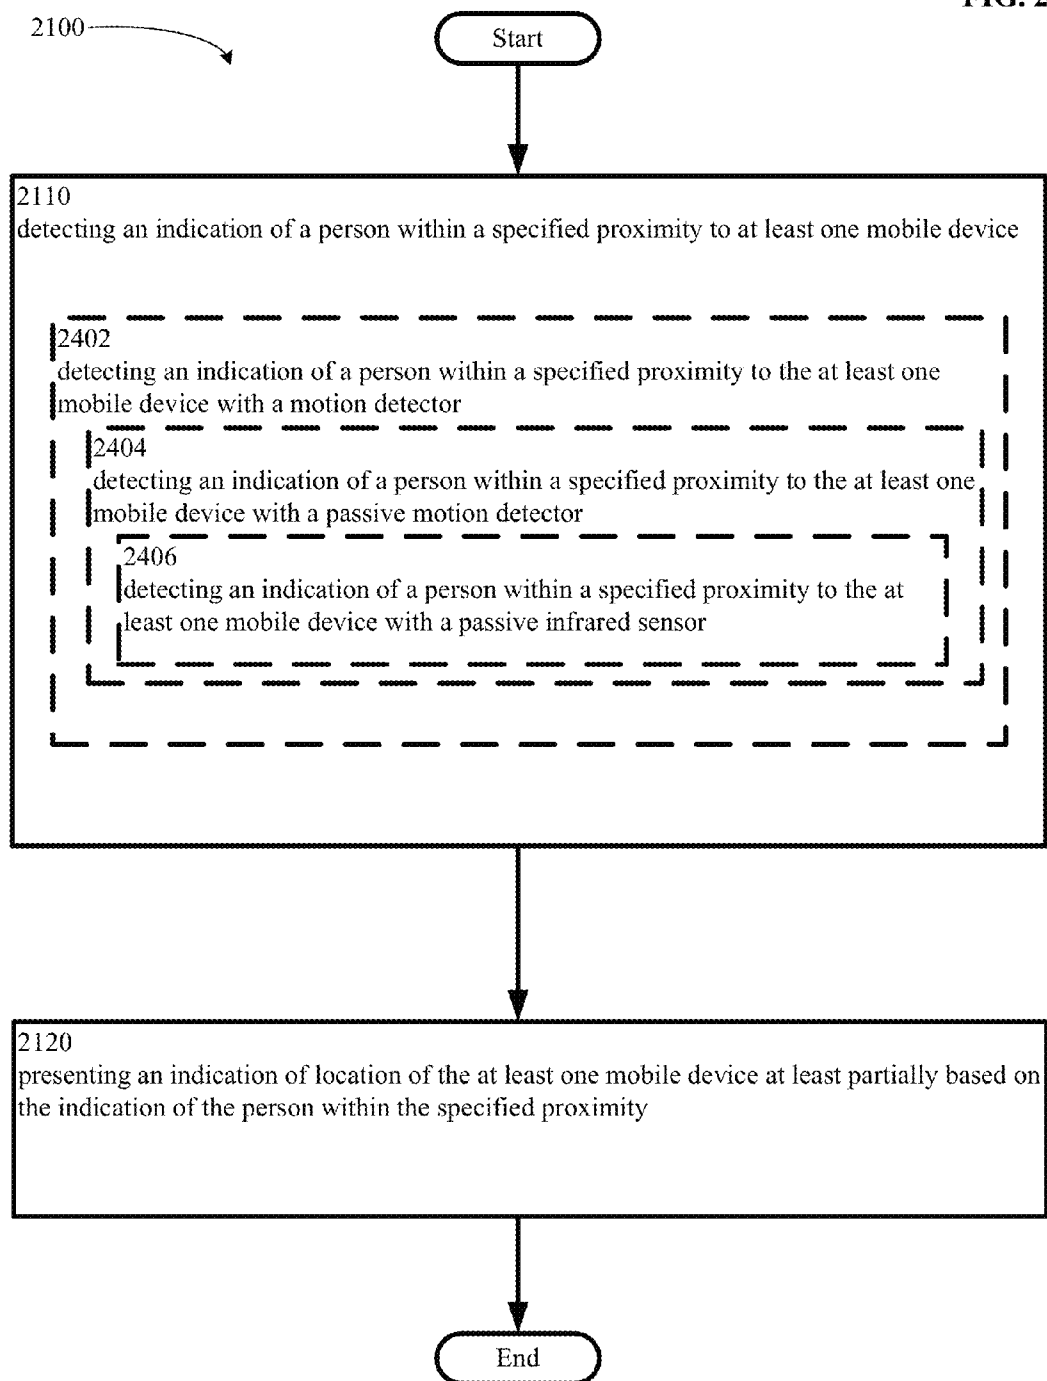 FIG. 2
2100
Start
2110
detecting an indication of a person within a specified proximity to at least one mobile device
2402
detecting an indication of a person within a specified proximity to the at least one
mobile device with a motion detector
2404
detecting an indication of a person within a specified proximity to the at least one
mobile device with a passive motion detector
2406
detecting an indication of a person within a specified proximity to the at
least one mobile device with a passive infrared sensor
2120
presenting an indication of location of the at least one mobile device at least partially based on
the indication of the person within the specified proximity
End